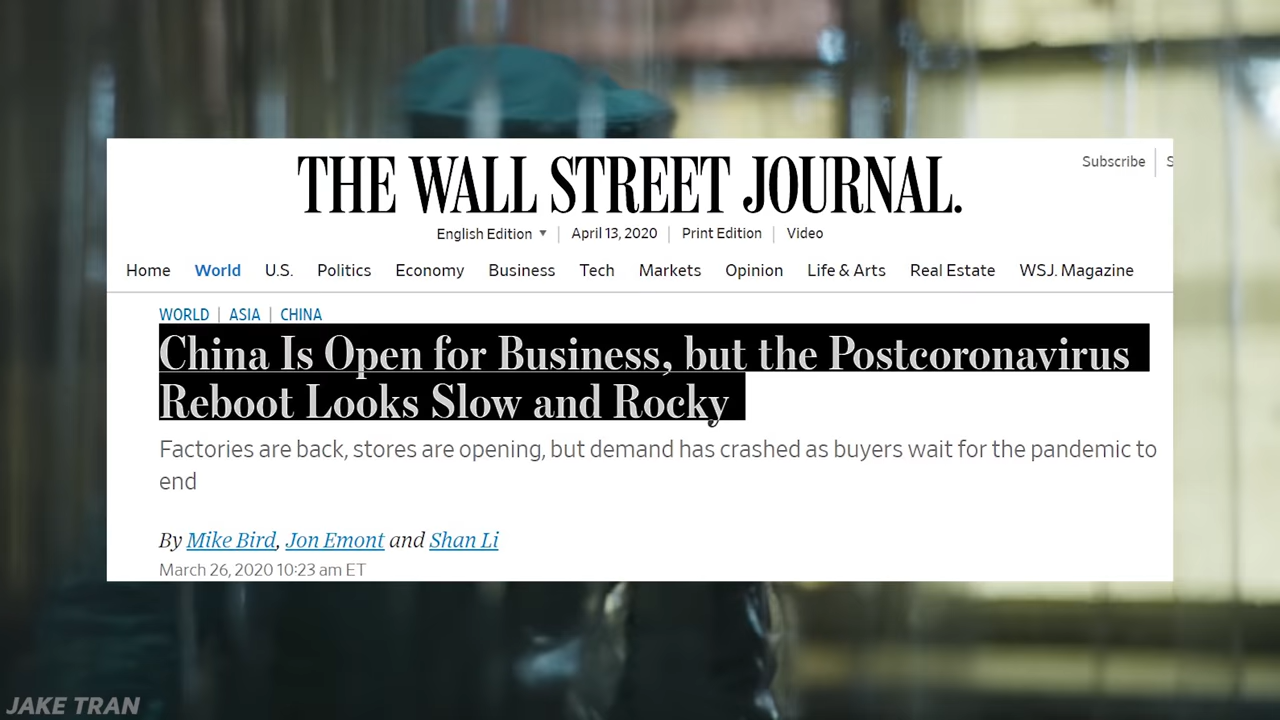 THE WALL STREET JOURNAL.
Subscribe | S
English Edition ▼ | April 13, 2020 | Print Edition | Video
Home World U.S. Politics Economy Business Tech Markets Opinion Life & Arts Real Estate WSJ. Magazine
WORLD | ASIA | CHINA
China Is Open for Business, but the Postcoronavirus
Reboot Looks Slow and Rocky
Factories are back, stores are opening, but demand has crashed as buyers wait for the pandemic to
end
By Mike Bird, Jon Emont and Shan Li
March 26, 2020 10:23 am ET
JAKE TRAN